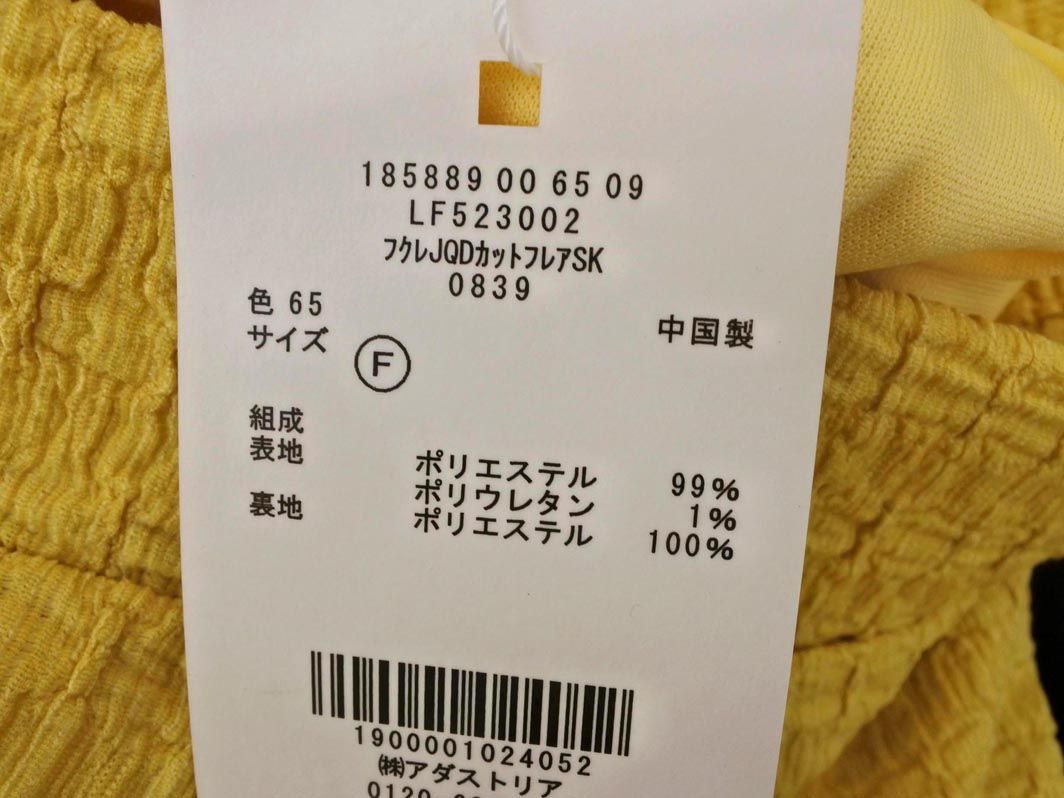 185889 00 65 09
LF523002
フクレJQDカットフレアSK
0839
色 65
中国製
サイズ Ⓕ
組成
表地 ポリエステル 99%
ポリウレタン 1%
裏地 ポリエステル 100%
1900001024052
㈱アダストリア
0120